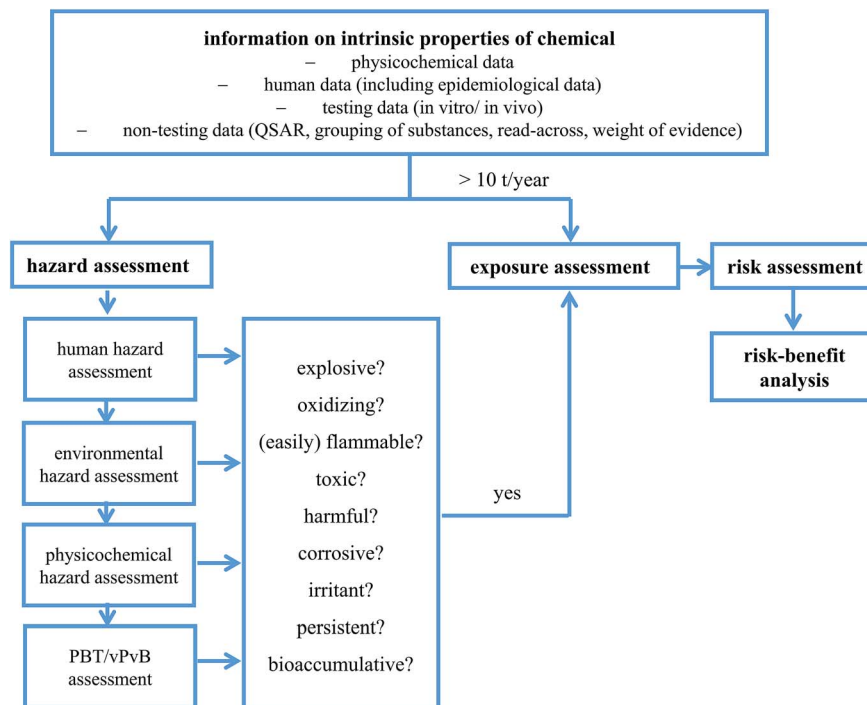 information on intrinsic properties of chemical
– physicochemical data
– human data (including epidemiological data)
– testing data (in vitro/ in vivo)
– non-testing data (QSAR, grouping of substances, read-across, weight of evidence)
> 10 t/year
hazard assessment
exposure assessment
risk assessment
human hazard
assessment
environmental
hazard assessment
physicochemical
hazard assessment
PBT/vPvB
assessment
explosive?
oxidizing?
(easily) flammable?
toxic?
harmful?
corrosive?
irritant?
persistent?
bioaccumulative?
yes
risk-benefit
analysis